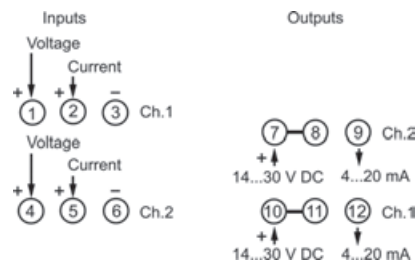 Inputs
Voltage
Current
+ + −
1 2 3 Ch.1
Voltage
Current
+ + −
4 5 6 Ch.2
Outputs
7 8 9 Ch.2
+
14...30 V DC 4...20 mA
10 11 12 Ch.1
+
14...30 V DC 4...20 mA